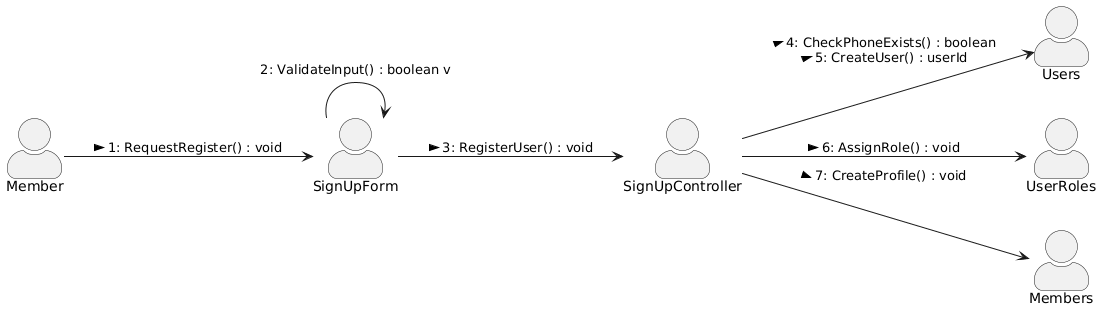 4: CheckPhoneExists() : boolean
5: CreateUser() : userId
Users
2: ValidateInput() : boolean v
1: RequestRegister() : void
3: RegisterUser() : void
6: AssignRole() : void
Member
SignUpForm
SignUpController
UserRoles
7: CreateProfile() : void
Members